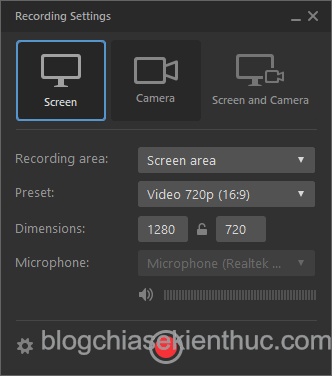 Recording Settings
Screen
Camera
Screen and Camera
Recording area:
Screen area
Preset:
Video 720p (16:9)
Dimensions:
1280
720
Microphone:
Microphone (Realtek ...
blogchiasekienthuc.com